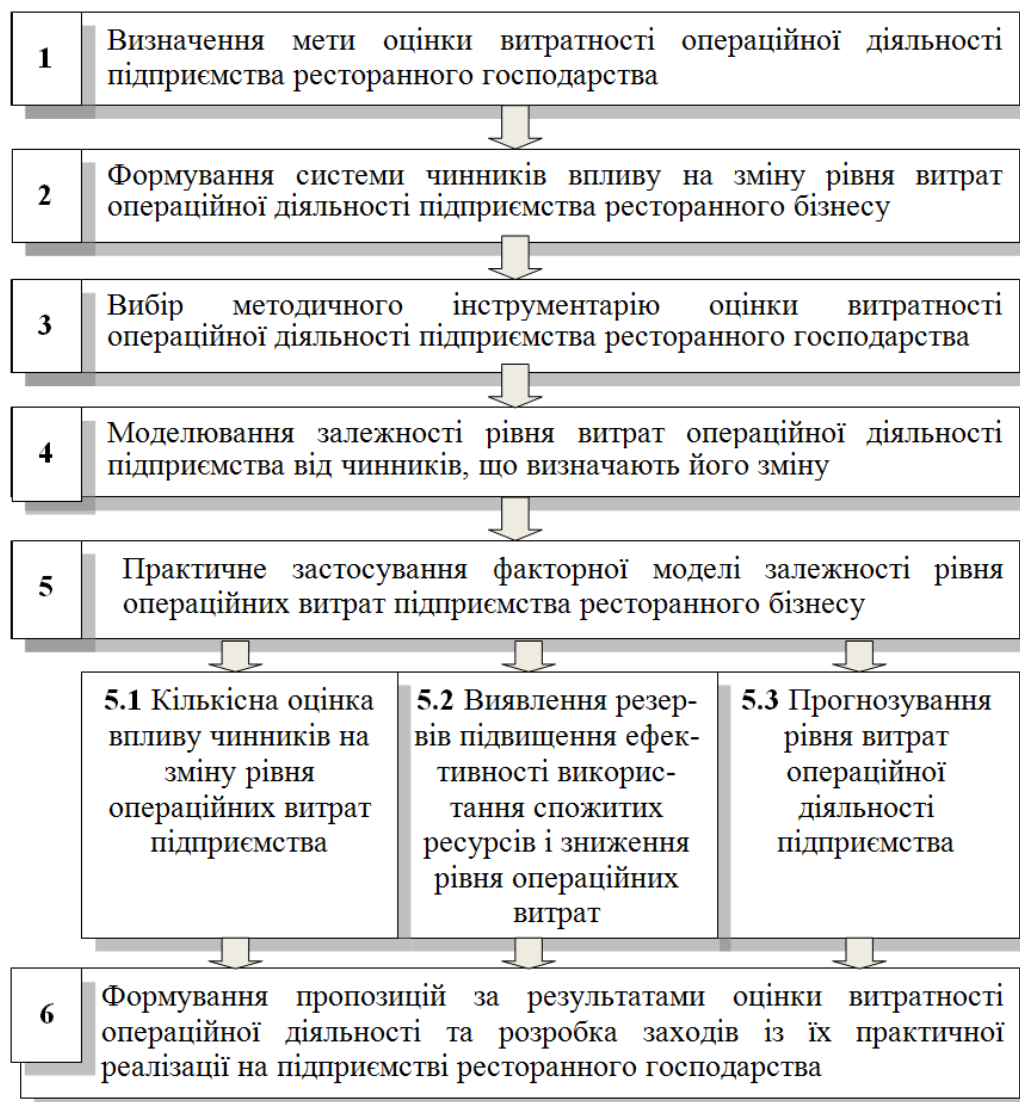 1
Визначення мети оцінки витратності операційної діяльності
підприємства ресторанного господарства
2
Формування системи чинників впливу на зміну рівня витрат
операційної діяльності підприємства ресторанного бізнесу
3
Вибір методичного інструментарію оцінки витратності
операційної діяльності підприємства ресторанного господарства
4
Моделювання залежності рівня витрат операційної діяльності
підприємства від чинників, що визначають його зміну
5
Практичне застосування факторної моделі залежності рівня
операційних витрат підприємства ресторанного бізнесу
5.1 Кількісна оцінка
впливу чинників на
зміну рівня
операційних витрат
підприємства
5.2 Виявлення резер-
вів підвищення ефек-
тивності викорис-
тання спожитих
ресурсів і зниження
рівня операційних
витрат
5.3 Прогнозування
рівня витрат
операційної
діяльності
підприємства
6
Формування пропозицій за результатами оцінки витратності
операційної діяльності та розробка заходів із їх практичної
реалізації на підприємстві ресторанного господарства